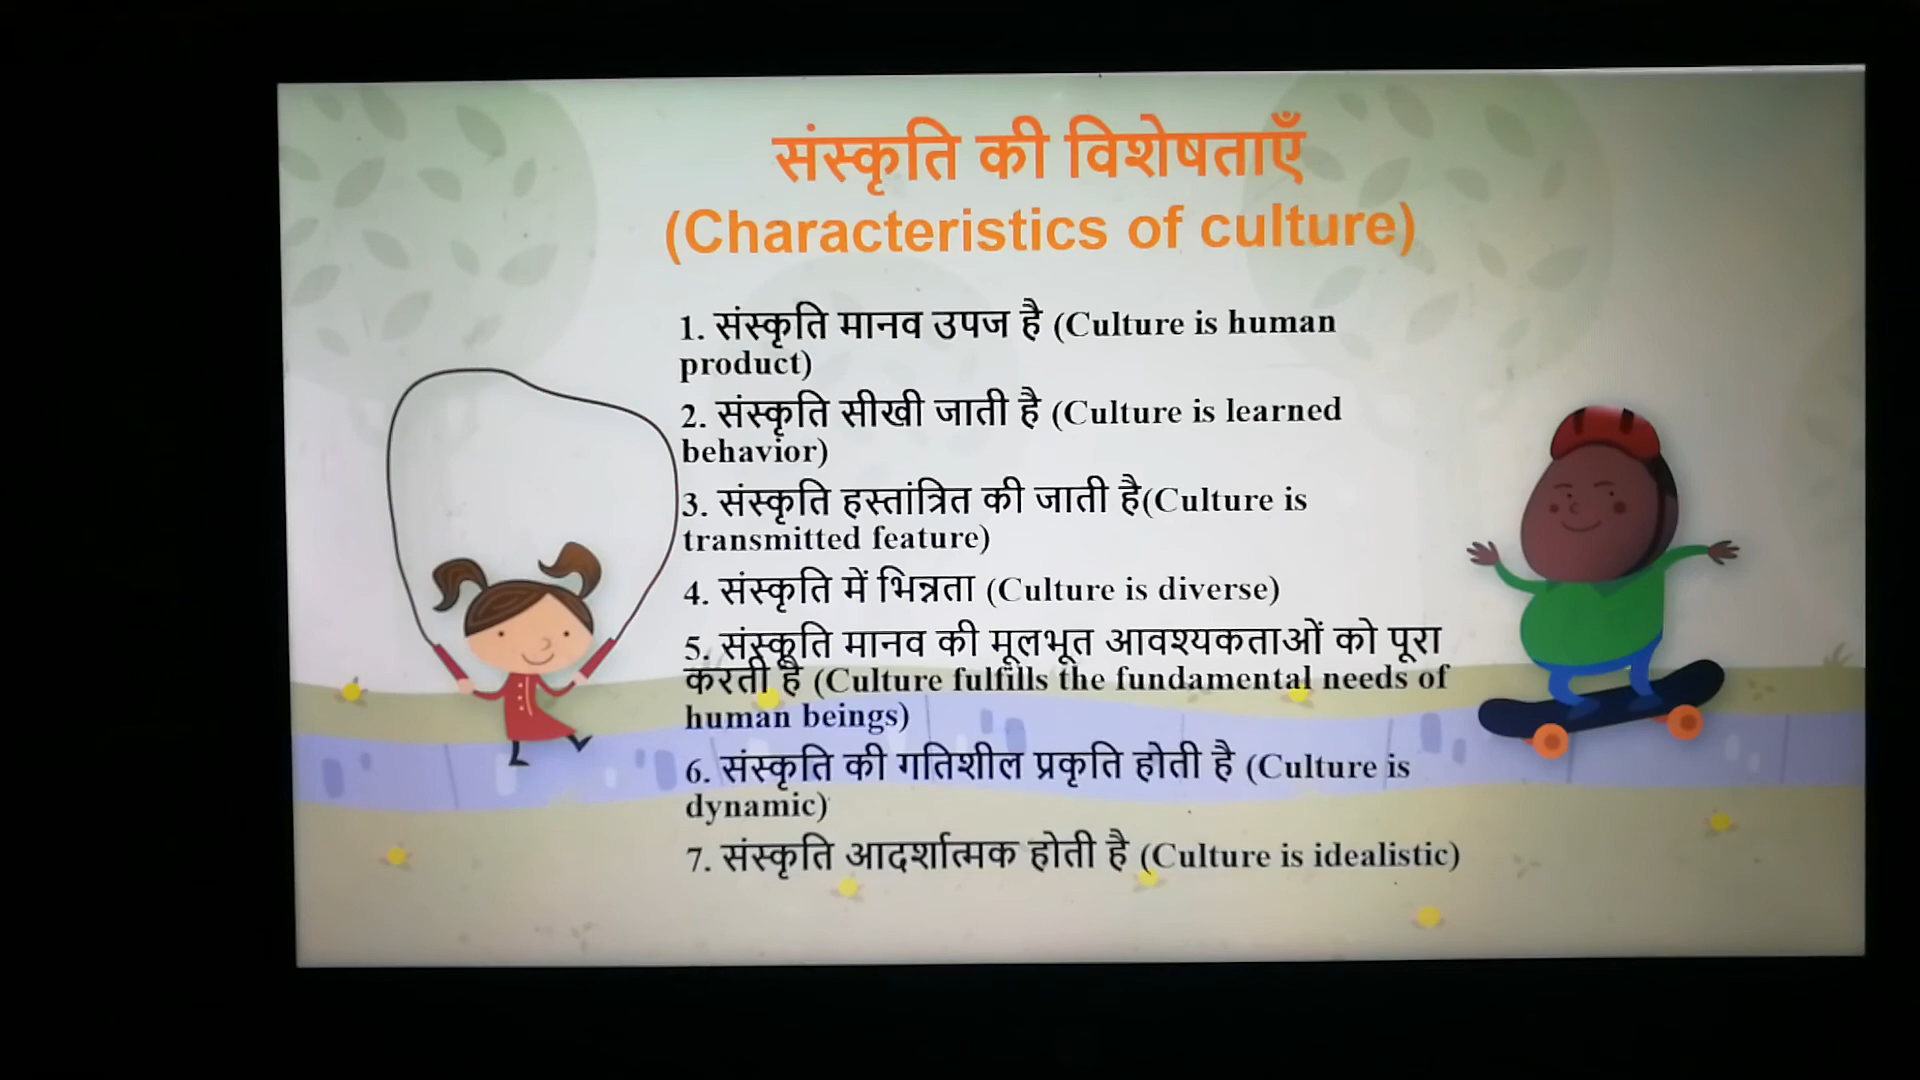 संस्कृति की विशेषताएँ
(Characteristics of culture)
1. संस्कृति मानव उपज है (Culture is human
product)
2. संस्कृति सीखी जाती है (Culture is learned
behavior)
3. संस्कृति हस्तांत्रित की जाती है(Culture is
transmitted feature)
4. संस्कृति में भिन्नता (Culture is diverse)
5. संस्कृति मानव की मूलभूत आवश्यकताओं को पूरा
करती है (Culture fulfills the fundamental needs of
human beings)
6. संस्कृति की गतिशील प्रकृति होती है (Culture is
dynamic)
7. संस्कृति आदर्शात्मक होती है (Culture is idealistic)